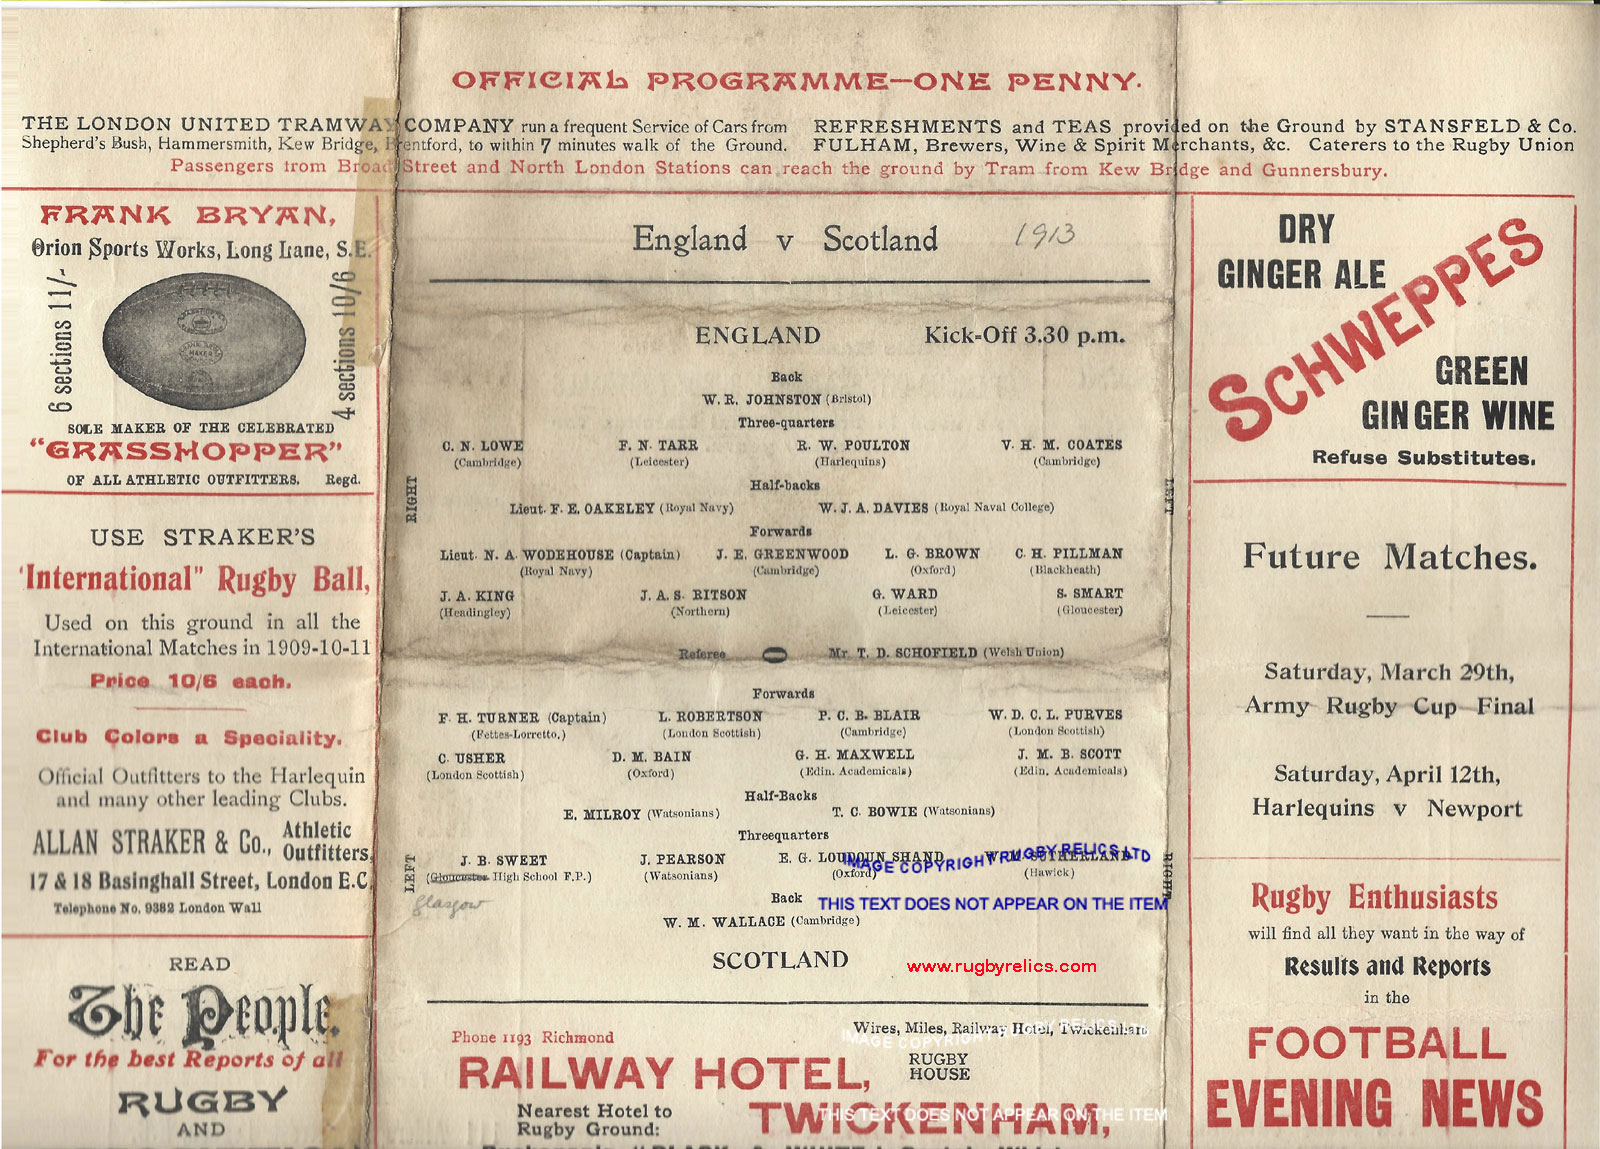 OFFICIAL PROGRAMME—ONE PENNY.
THE LONDON UNITED TRAMWAY COMPANY run a frequent Service of Cars from
Shepherd's Bush, Hammersmith, Kew Bridge, Brentford, to within 7 minutes walk of the Ground.
REFRESHMENTS and TEAS provided on the Ground by STANSFELD & Co.
FULHAM, Brewers, Wine & Spirit Merchants, &c. Caterers to the Rugby Union
Passengers from Broad Street and North London Stations can reach the ground by Tram from Kew Bridge and Gunnersbury.
FRANK BRYAN,
Orion Sports Works, Long Lane, S.E.
6 sections 11/-
4 sections 10/6
MAKER
SOLE MAKER OF THE CELEBRATED
"GRASSHOPPER"
OF ALL ATHLETIC OUTFITTERS. Regd.
USE STRAKER'S
'International" Rugby Ball,
Used on this ground in all the
International Matches in 1909-10-11
Price 10/6 each.
Club Colors a Speciality.
Official Outfitters to the Harlequin
and many other leading Clubs.
ALLAN STRAKER & Co., Athletic Outfitters,
17 & 18 Basinghall Street, London E.C
Telephone No. 9382 London Wall
READ
The People.
For the best Reports of all
RUGBY
AND
England v Scotland 1913
ENGLAND Kick-Off 3.30 p.m.
Back
W. R. JOHNSTON (Bristol)
Three-quarters
C. N. LOWE F. N. TARR R. W. POULTON V. H. M. COATES
(Cambridge) (Leicester) (Harlequins) (Cambridge)
RIGHT
LEFT
Half-backs
Lieut. F. E. OAKELEY (Royal Navy) W. J. A. DAVIES (Royal Naval College)
Forwards
Lieut. N. A. WODEHOUSE (Captain) J. E. GREENWOOD L. G. BROWN C. H. PILLMAN
(Royal Navy) (Cambridge) (Oxford) (Blackheath)
J. A. KING J. A. S. RITSON G. WARD S. SMART
(Headingley) (Northern) (Leicester) (Gloucester)
Referee O Mr. T. D. SCHOFIELD (Welsh Union)
Forwards
F. H. TURNER (Captain) L. ROBERTSON P. C. B. BLAIR W. D. C. L. PURVES
(Fettes-Lorretto.) (London Scottish) (Cambridge) (London Scottish)
C. USHER D. M. BAIN G. H. MAXWELL J. M. B. SCOTT
(London Scottish) (Oxford) (Edin. Academicals) (Edin. Academicals)
Half-Backs
E. MILROY (Watsonians) T. C. BOWIE (Watsonians)
Threequarters
J. B. SWEET J. PEARSON E. G. LOUDOUN SHAND W. M. SUTHERLAND
(Gloucester High School F.P.) (Watsonians) (Oxford) (Hawick)
Glasgow
LEFT
RIGHT
IMAGE COPYRIGHT RUGBY RELICS LTD
Back
THIS TEXT DOES NOT APPEAR ON THE ITEM
W. M. WALLACE (Cambridge)
SCOTLAND
www.rugbyrelics.com
Phone 1193 Richmond
Wires, Miles, Railway Hotel, Twickenham
IMAGE COPYRIGHT RUGBY RELICS LTD
RAILWAY HOTEL, RUGBY HOUSE
Nearest Hotel to
Rugby Ground:
TWICKENHAM,
THIS TEXT DOES NOT APPEAR ON THE ITEM
DRY
GINGER ALE
SCHWEPPES
GREEN
GINGER WINE
Refuse Substitutes.
Future Matches.
Saturday, March 29th,
Army Rugby Cup Final
Saturday, April 12th,
Harlequins v Newport
Rugby Enthusiasts
will find all they want in the way of
Results and Reports
in the
FOOTBALL
EVENING NEWS